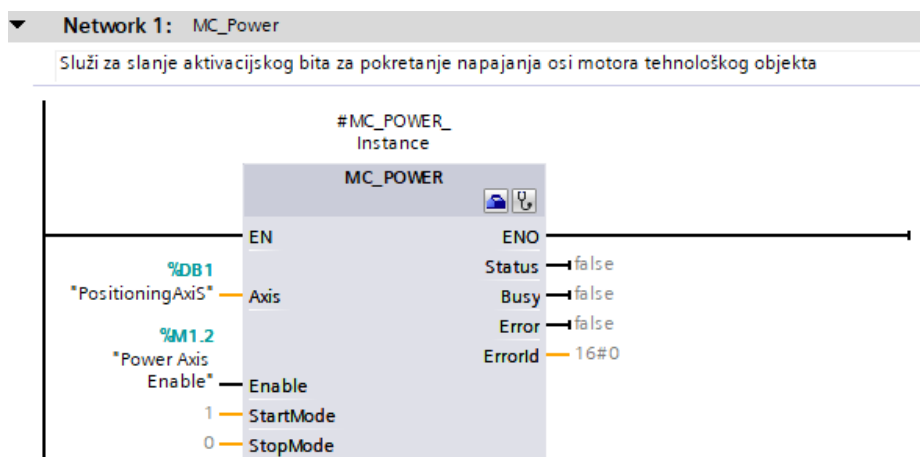 Network 1: MC_Power
Služi za slanje aktivacijskog bita za pokretanje napajanja osi motora tehnološkog objekta
#MC_POWER_
Instance
MC_POWER
EN
ENO
%DB1
"PositioningAxiS"
Axis
Status
false
Busy
false
Error
false
ErrorId
16#0
%M1.2
"Power Axis
Enable"
Enable
1
StartMode
0
StopMode